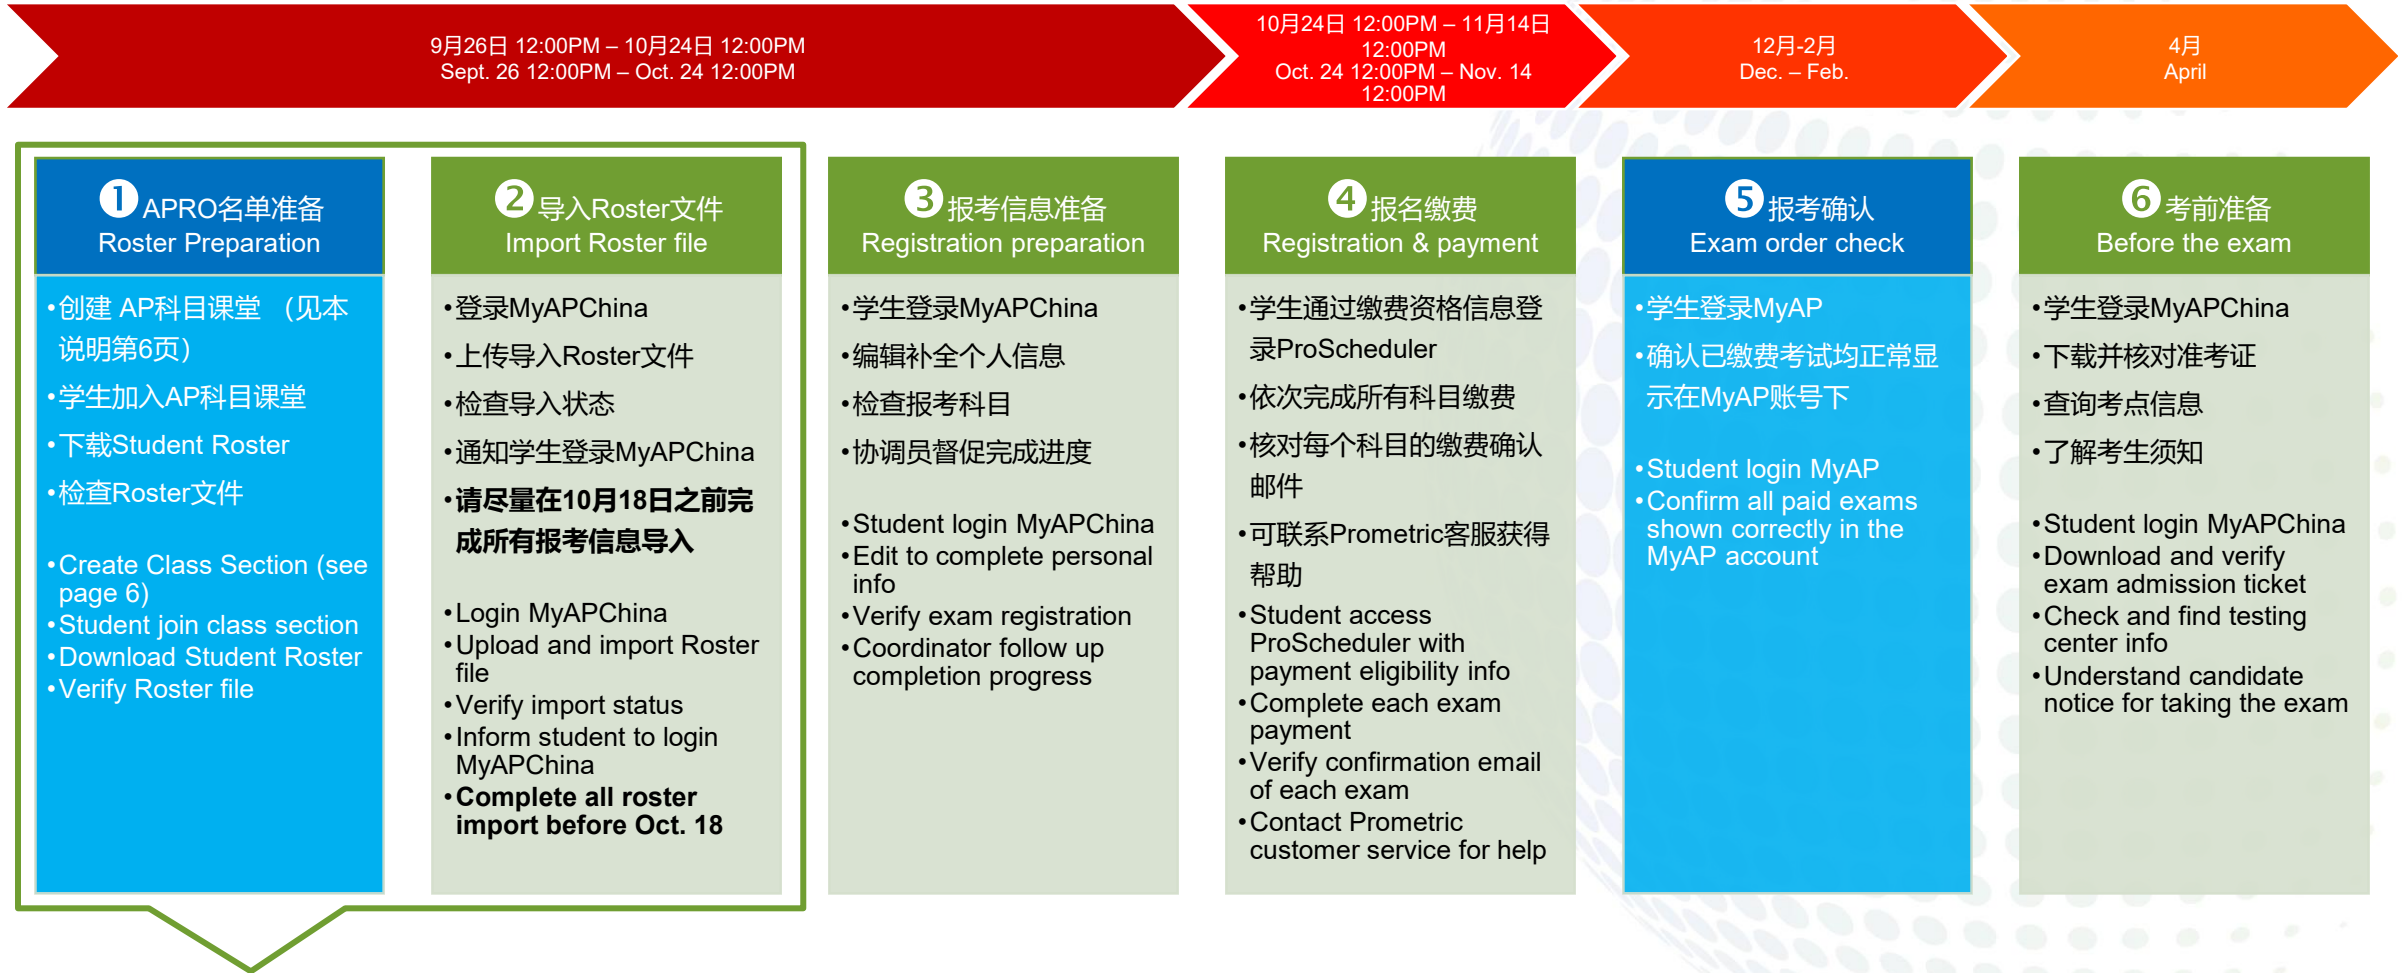 9月26日 12:00PM – 10月24日 12:00PM
Sept. 26 12:00PM – Oct. 24 12:00PM
10月24日 12:00PM – 11月14日
12:00PM
Oct. 24 12:00PM – Nov. 14
12:00PM
12月-2月
Dec. – Feb.
4月
April
❶APRO名单准备
Roster Preparation
•创建 AP科目课堂 （见本
说明第6页）
•学生加入AP科目课堂
•下载Student Roster
•检查Roster文件
•Create Class Section (see
page 6)
•Student join class section
•Download Student Roster
•Verify Roster file
❷导入Roster文件
Import Roster file
•登录MyAPChina
•上传导入Roster文件
•检查导入状态
•通知学生登录MyAPChina
•请尽量在10月18日之前完
成所有报考信息导入
•Login MyAPChina
•Upload and import Roster
file
•Verify import status
•Inform student to login
MyAPChina
•Complete all roster
import before Oct. 18
❸报考信息准备
Registration preparation
•学生登录MyAPChina
•编辑补全个人信息
•检查报考科目
•协调员督促完成进度
•Student login MyAPChina
•Edit to complete personal
info
•Verify exam registration
•Coordinator follow up
completion progress
❹报名缴费
Registration & payment
•学生通过缴费资格信息登
录ProScheduler
•依次完成所有科目缴费
•核对每个科目的缴费确认
邮件
•可联系Prometric客服获得
帮助
•Student access
ProScheduler with
payment eligibility info
•Complete each exam
payment
•Verify confirmation email
of each exam
•Contact Prometric
customer service for help
❺报考确认
Exam order check
•学生登录MyAP
•确认已缴费考试均正常显
示在MyAP账号下
•Student login MyAP
•Confirm all paid exams
shown correctly in the
MyAP account
❻考前准备
Before the exam
•学生登录MyAPChina
•下载并核对准考证
•查询考点信息
•了解考生须知
•Student login MyAPChina
•Download and verify
exam admission ticket
•Check and find testing
center info
•Understand candidate
notice for taking the exam